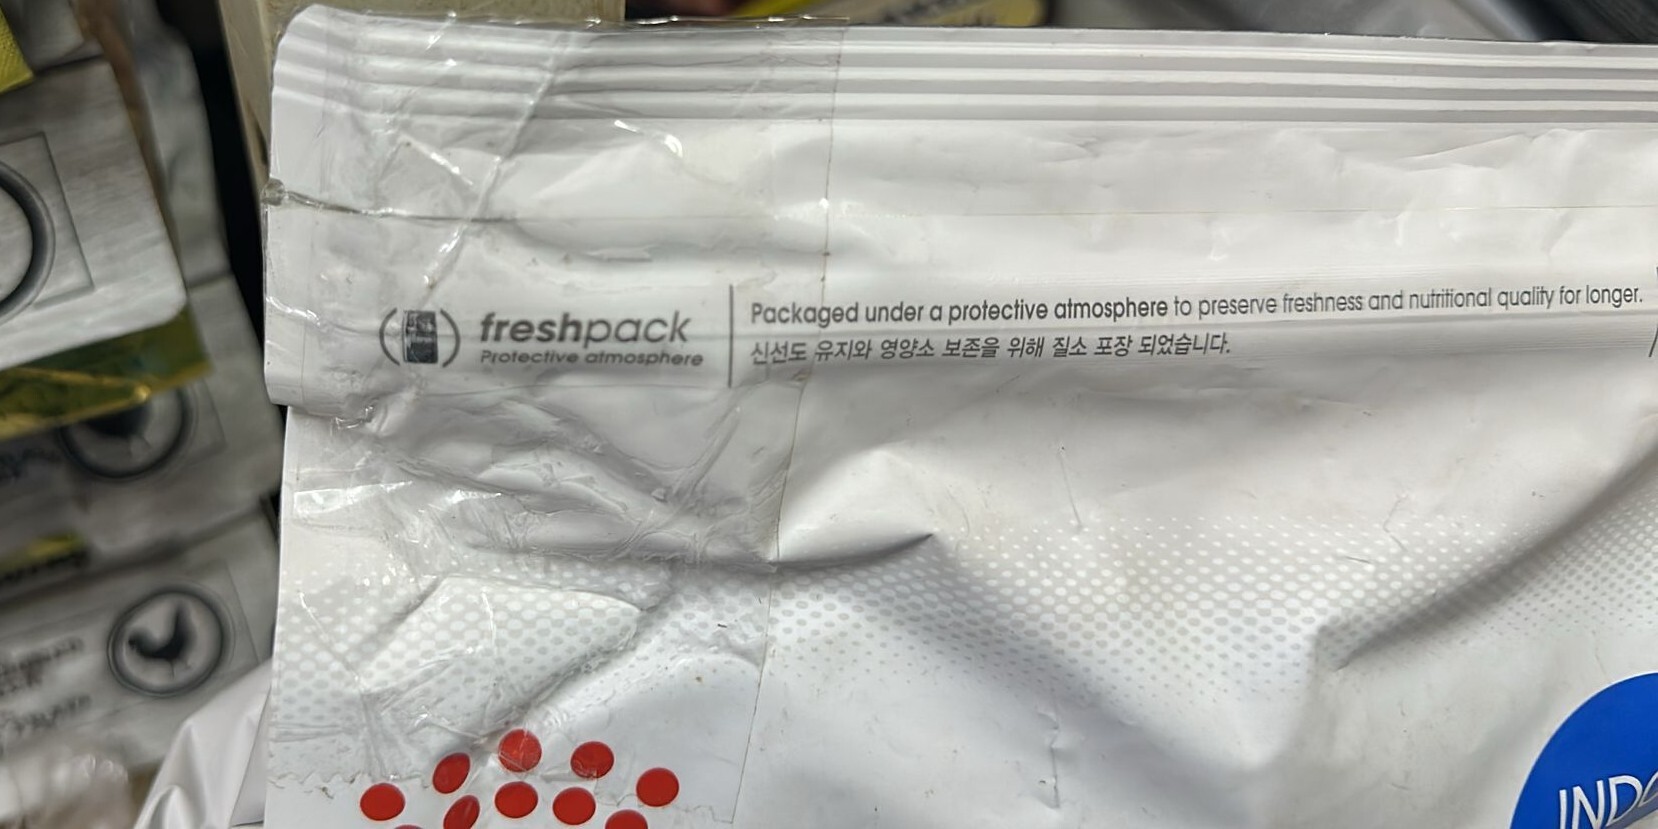 freshpack
Protective atmosphere
Packaged under a protective atmosphere to preserve freshness and nutritional quality for longer.
신선도 유지와 영양소 보존을 위해 질소 포장 되었습니다.